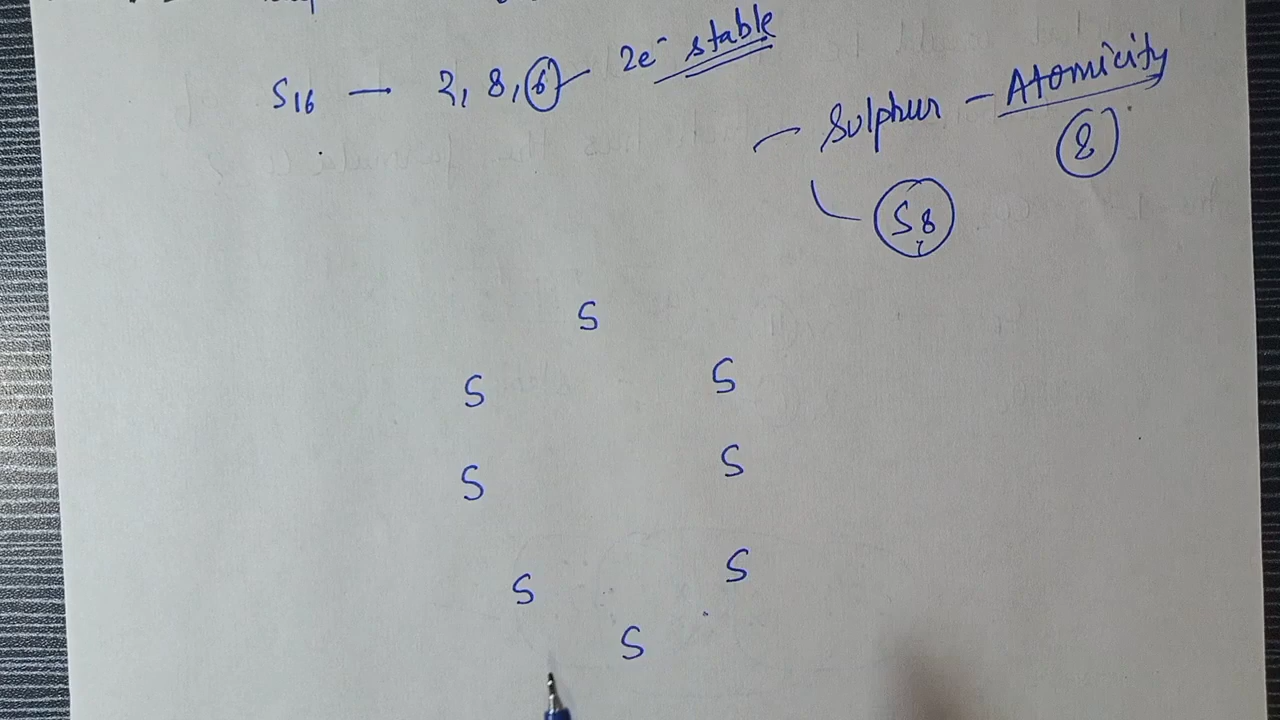 S16 — 2, 8, 6 — 2e⁻ stable
— Sulphur — Atomicity
8
S8
S
S S
S S
S S
S